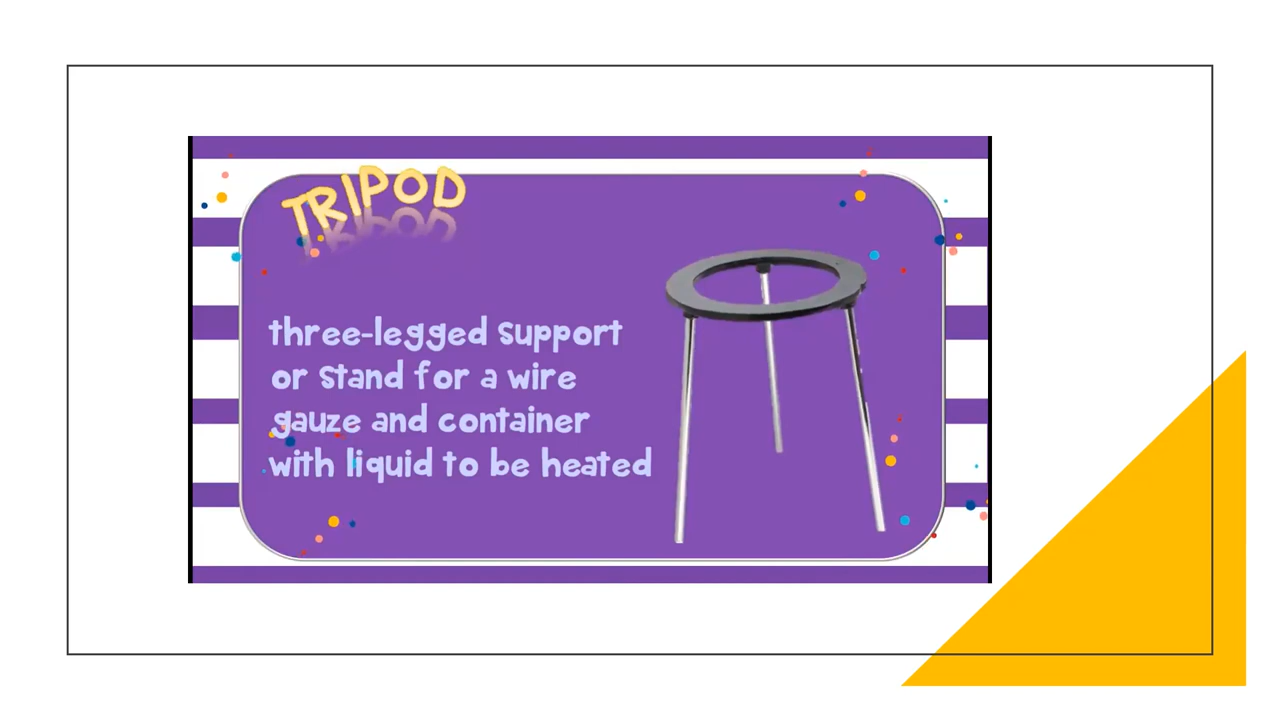 TRIPOD
three-legged support
or stand for a wire
gauze and container
with liquid to be heated